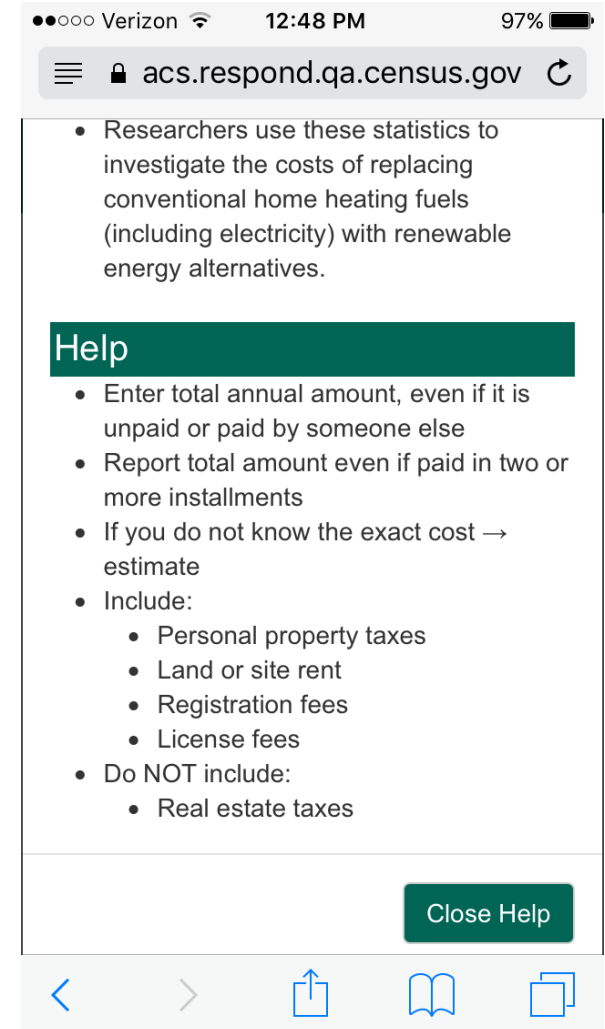 Verizon 12:48 PM 97%
acs.respond.qa.census.gov
• Researchers use these statistics to
investigate the costs of replacing
conventional home heating fuels
(including electricity) with renewable
energy alternatives.
Help
• Enter total annual amount, even if it is
unpaid or paid by someone else
• Report total amount even if paid in two or
more installments
• If you do not know the exact cost →
estimate
• Include:
• Personal property taxes
• Land or site rent
• Registration fees
• License fees
• Do NOT include:
• Real estate taxes
Close Help